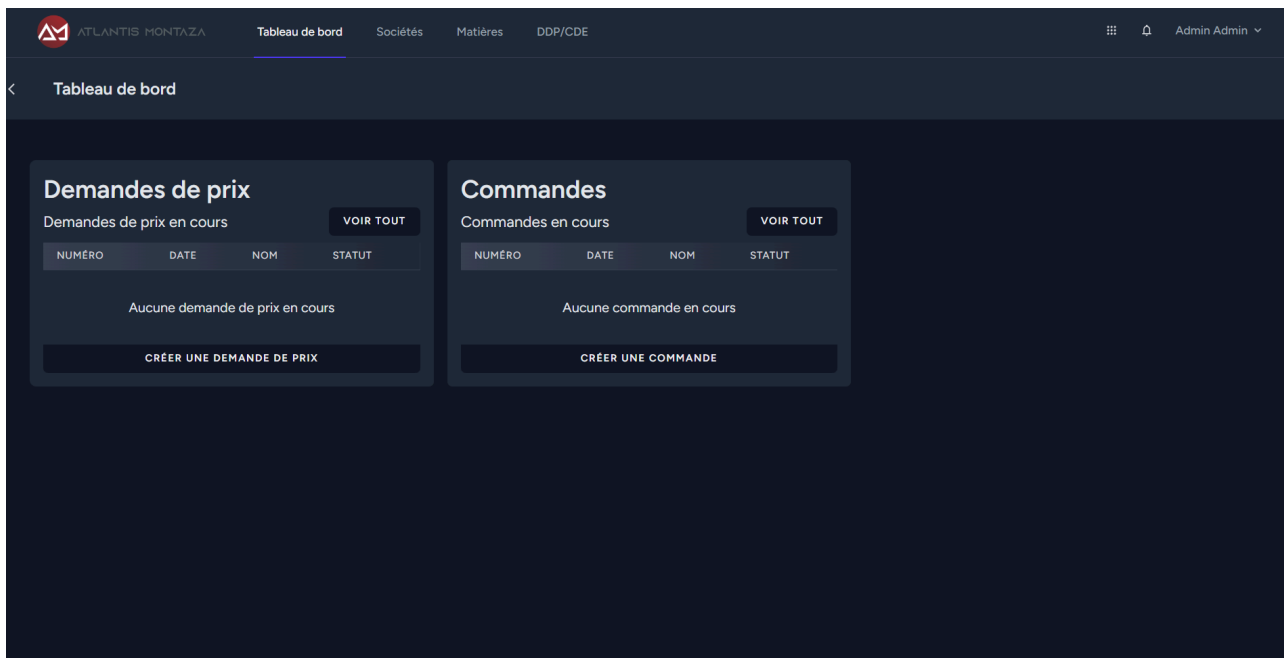 ATLANTIS MONTAZA Tableau de bord Sociétés Matières DDP/CDE Admin Admin
Tableau de bord
Demandes de prix
Demandes de prix en cours VOIR TOUT
NUMÉRO DATE NOM STATUT
Aucune demande de prix en cours
CRÉER UNE DEMANDE DE PRIX
Commandes
Commandes en cours VOIR TOUT
NUMÉRO DATE NOM STATUT
Aucune commande en cours
CRÉER UNE COMMANDE